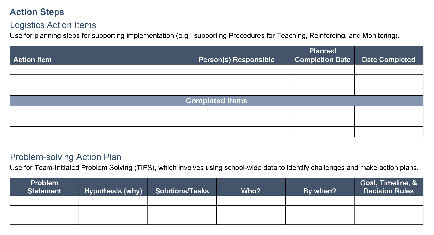 Action Steps
Logistics Action Items
Use for planning steps for supporting implementation (e.g., supporting Procedures for Teaching, Reinforcing, and Monitoring).
Action Item
Person(s) Responsible
Planned
Completion Date
Date Completed
Completed Items
Problem-solving Action Plan
Use for Team-Initiated Problem Solving (TIPS), which involves using school-wide data to identify challenges and make action plans.
Problem
Statement
Hypothesis (why)
Solutions/Tasks
Who?
By when?
Goal, Timeline, &
Decision Rules